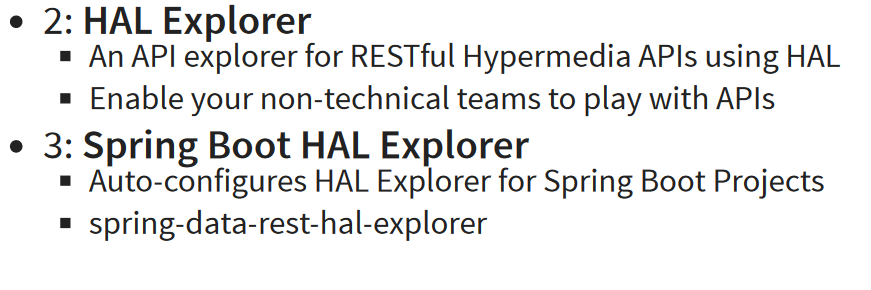 2: HAL Explorer
An API explorer for RESTful Hypermedia APIs using HAL
Enable your non-technical teams to play with APIs
3: Spring Boot HAL Explorer
Auto-configures HAL Explorer for Spring Boot Projects
spring-data-rest-hal-explorer